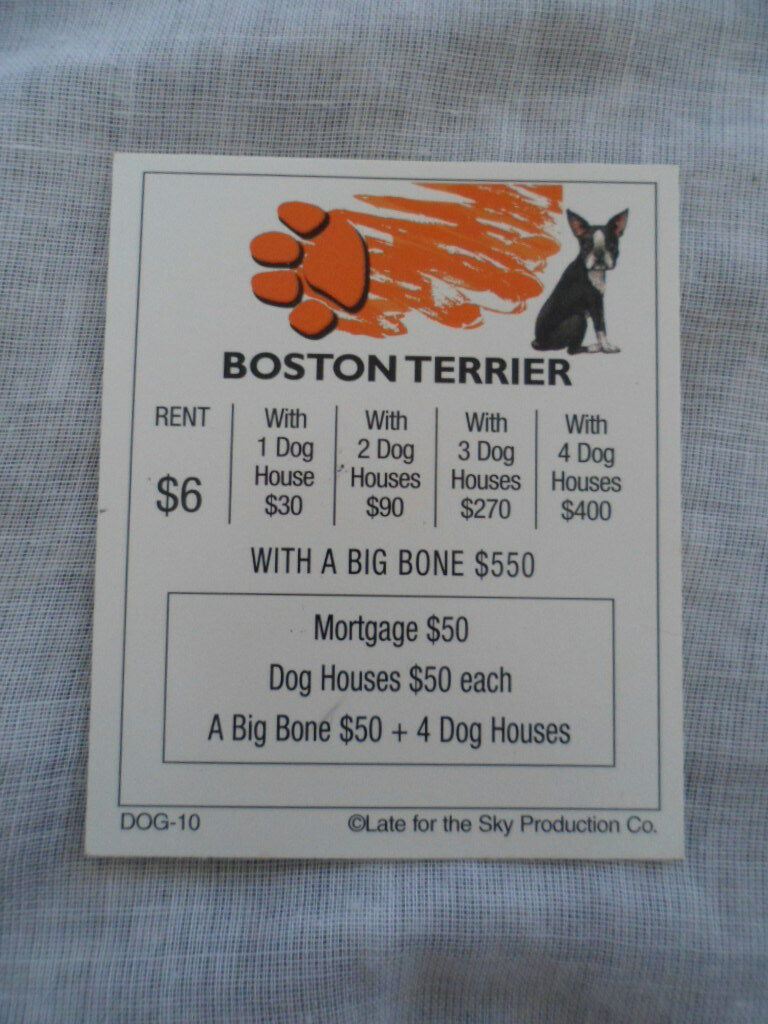 BOSTON TERRIER
RENT
$6
With
1 Dog
House
$30
With
2 Dog
Houses
$90
With
3 Dog
Houses
$270
With
4 Dog
Houses
$400
WITH A BIG BONE $550
Mortgage $50
Dog Houses $50 each
A Big Bone $50 + 4 Dog Houses
DOG-10
©Late for the Sky Production Co.